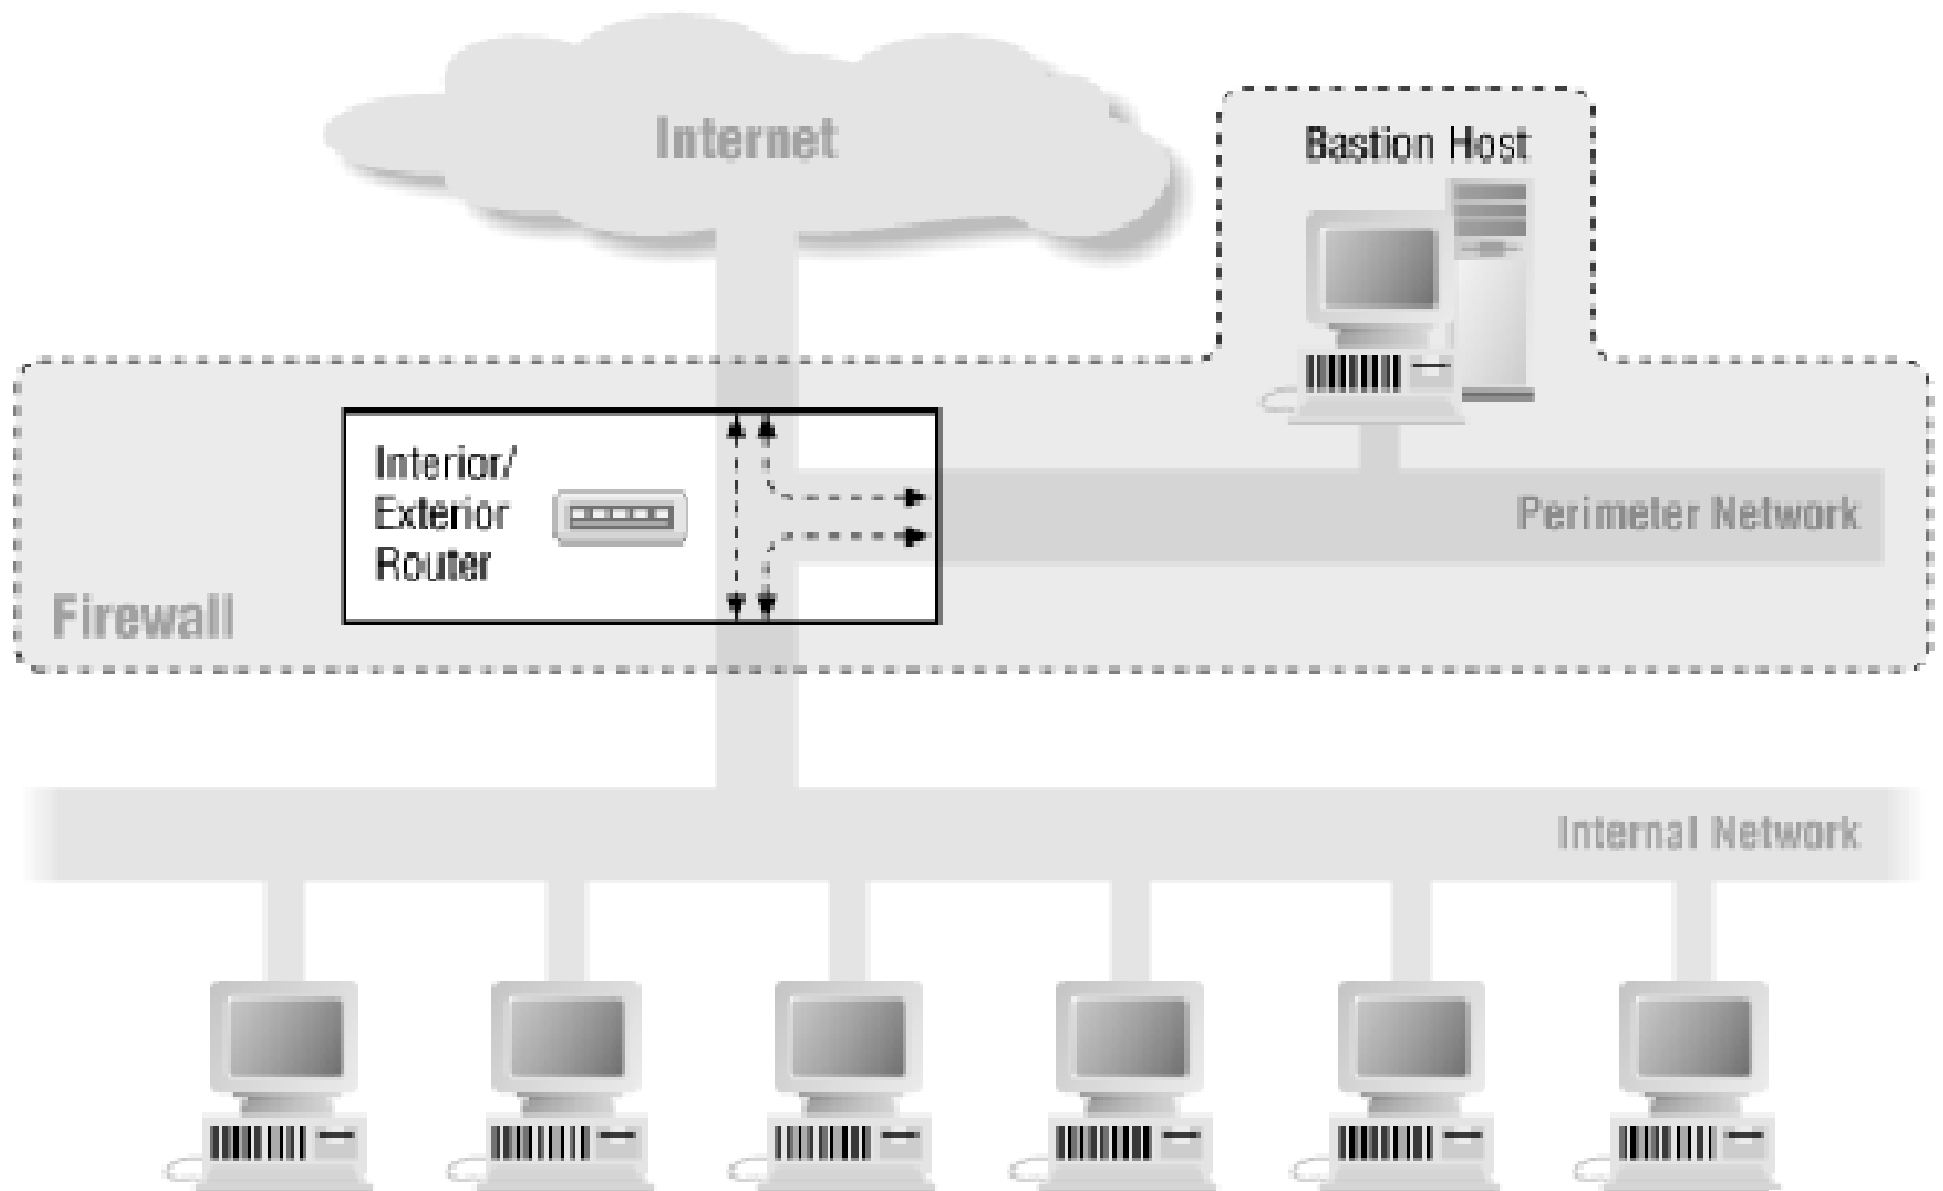 Internet
Bastion Host
Interior/
Exterior
Router
Perimeter Network
Firewall
Internal Network